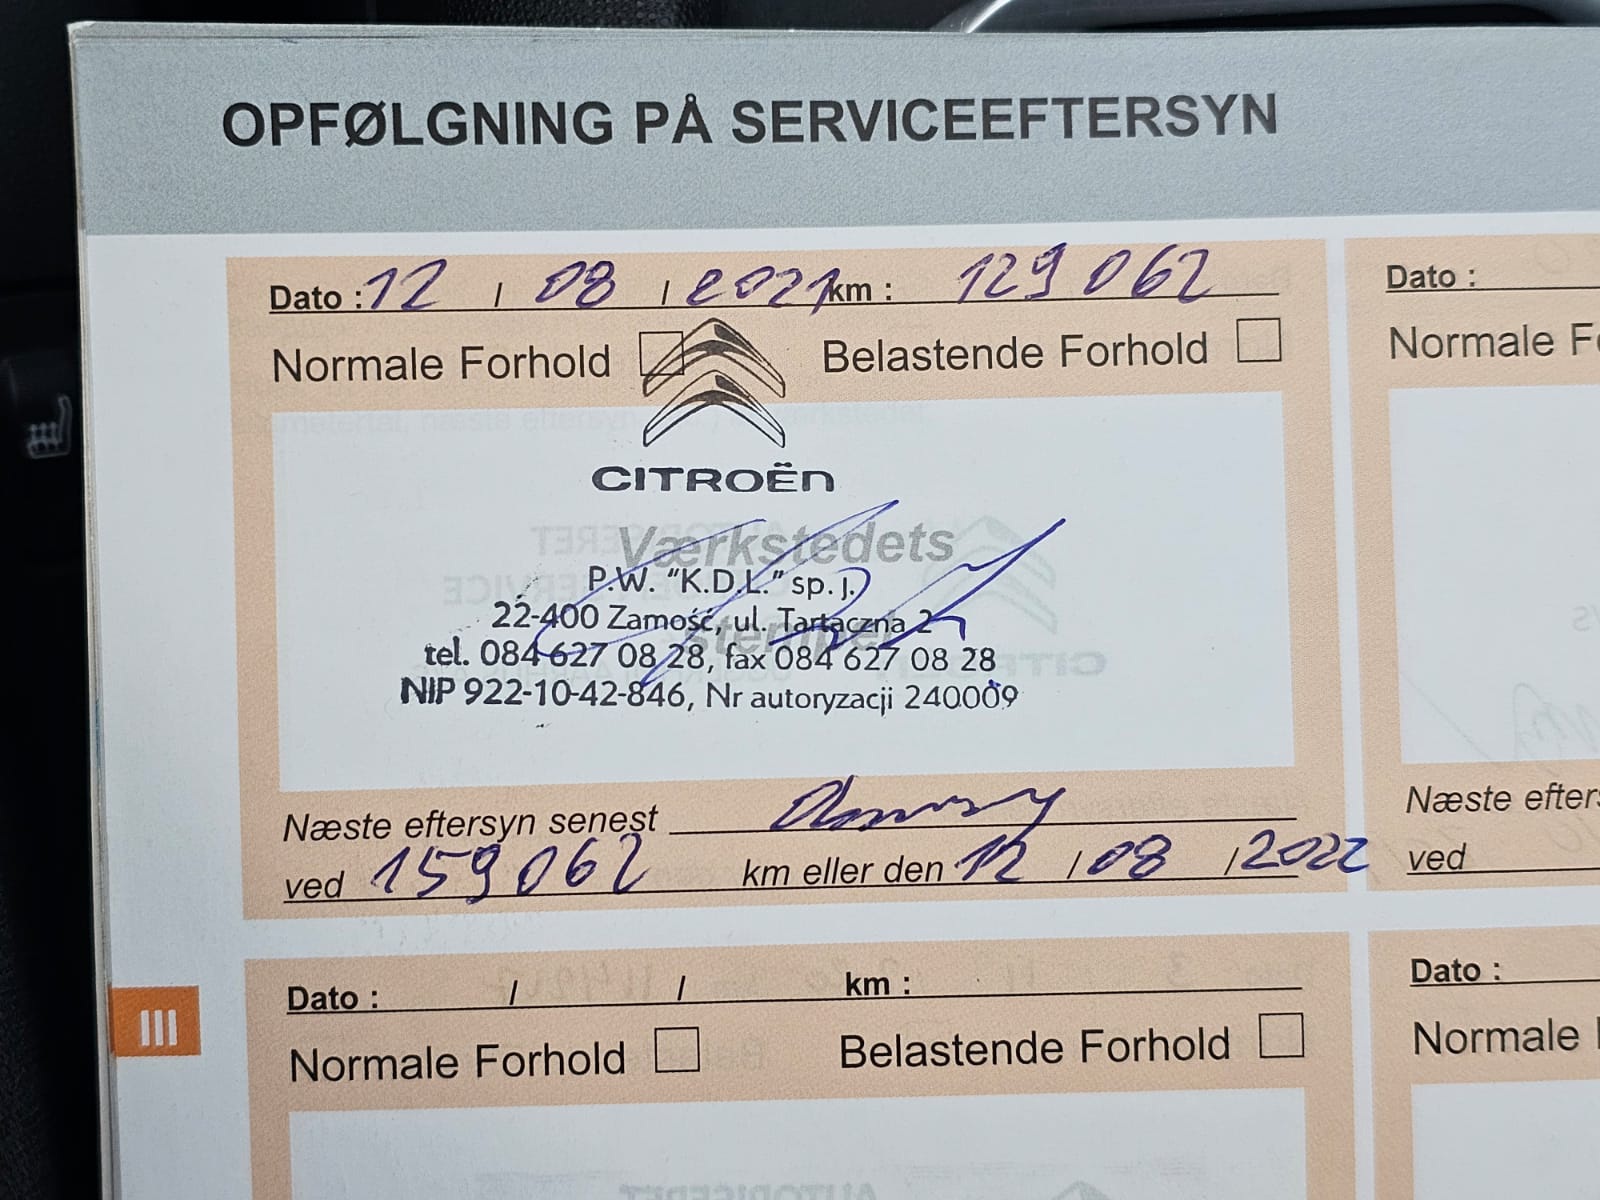 OPFØLGNING PÅ SERVICEEFTERSYN
Dato : 12 / 08 / 2021 km : 129 062
Normale Forhold Belastende Forhold
CITROËN
Værkstedets
stempel
P.W. "K.D.L." sp. j.
22-400 Zamość, ul. Tartaczna 2
tel. 084 627 08 28, fax 084 627 08 28
NIP 922-10-42-846, Nr autoryzacji 240009
Næste eftersyn senest
ved 159 062 km eller den 12 / 08 / 2022
Dato : / / km :
Normale Forhold Belastende Forhold
III
Dato :
Normale
Næste
ved
Dato :
Normale